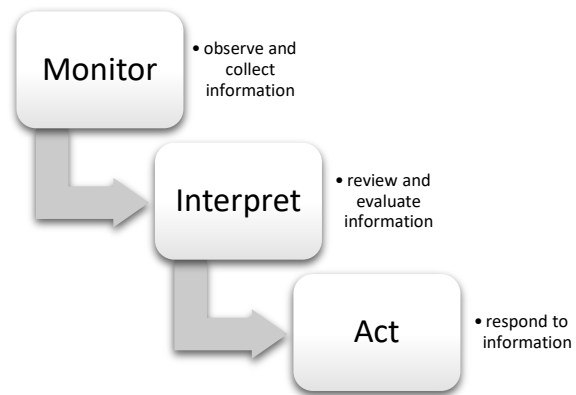 Monitor
• observe and
collect
information
Interpret
• review and
evaluate
information
Act
• respond to
information